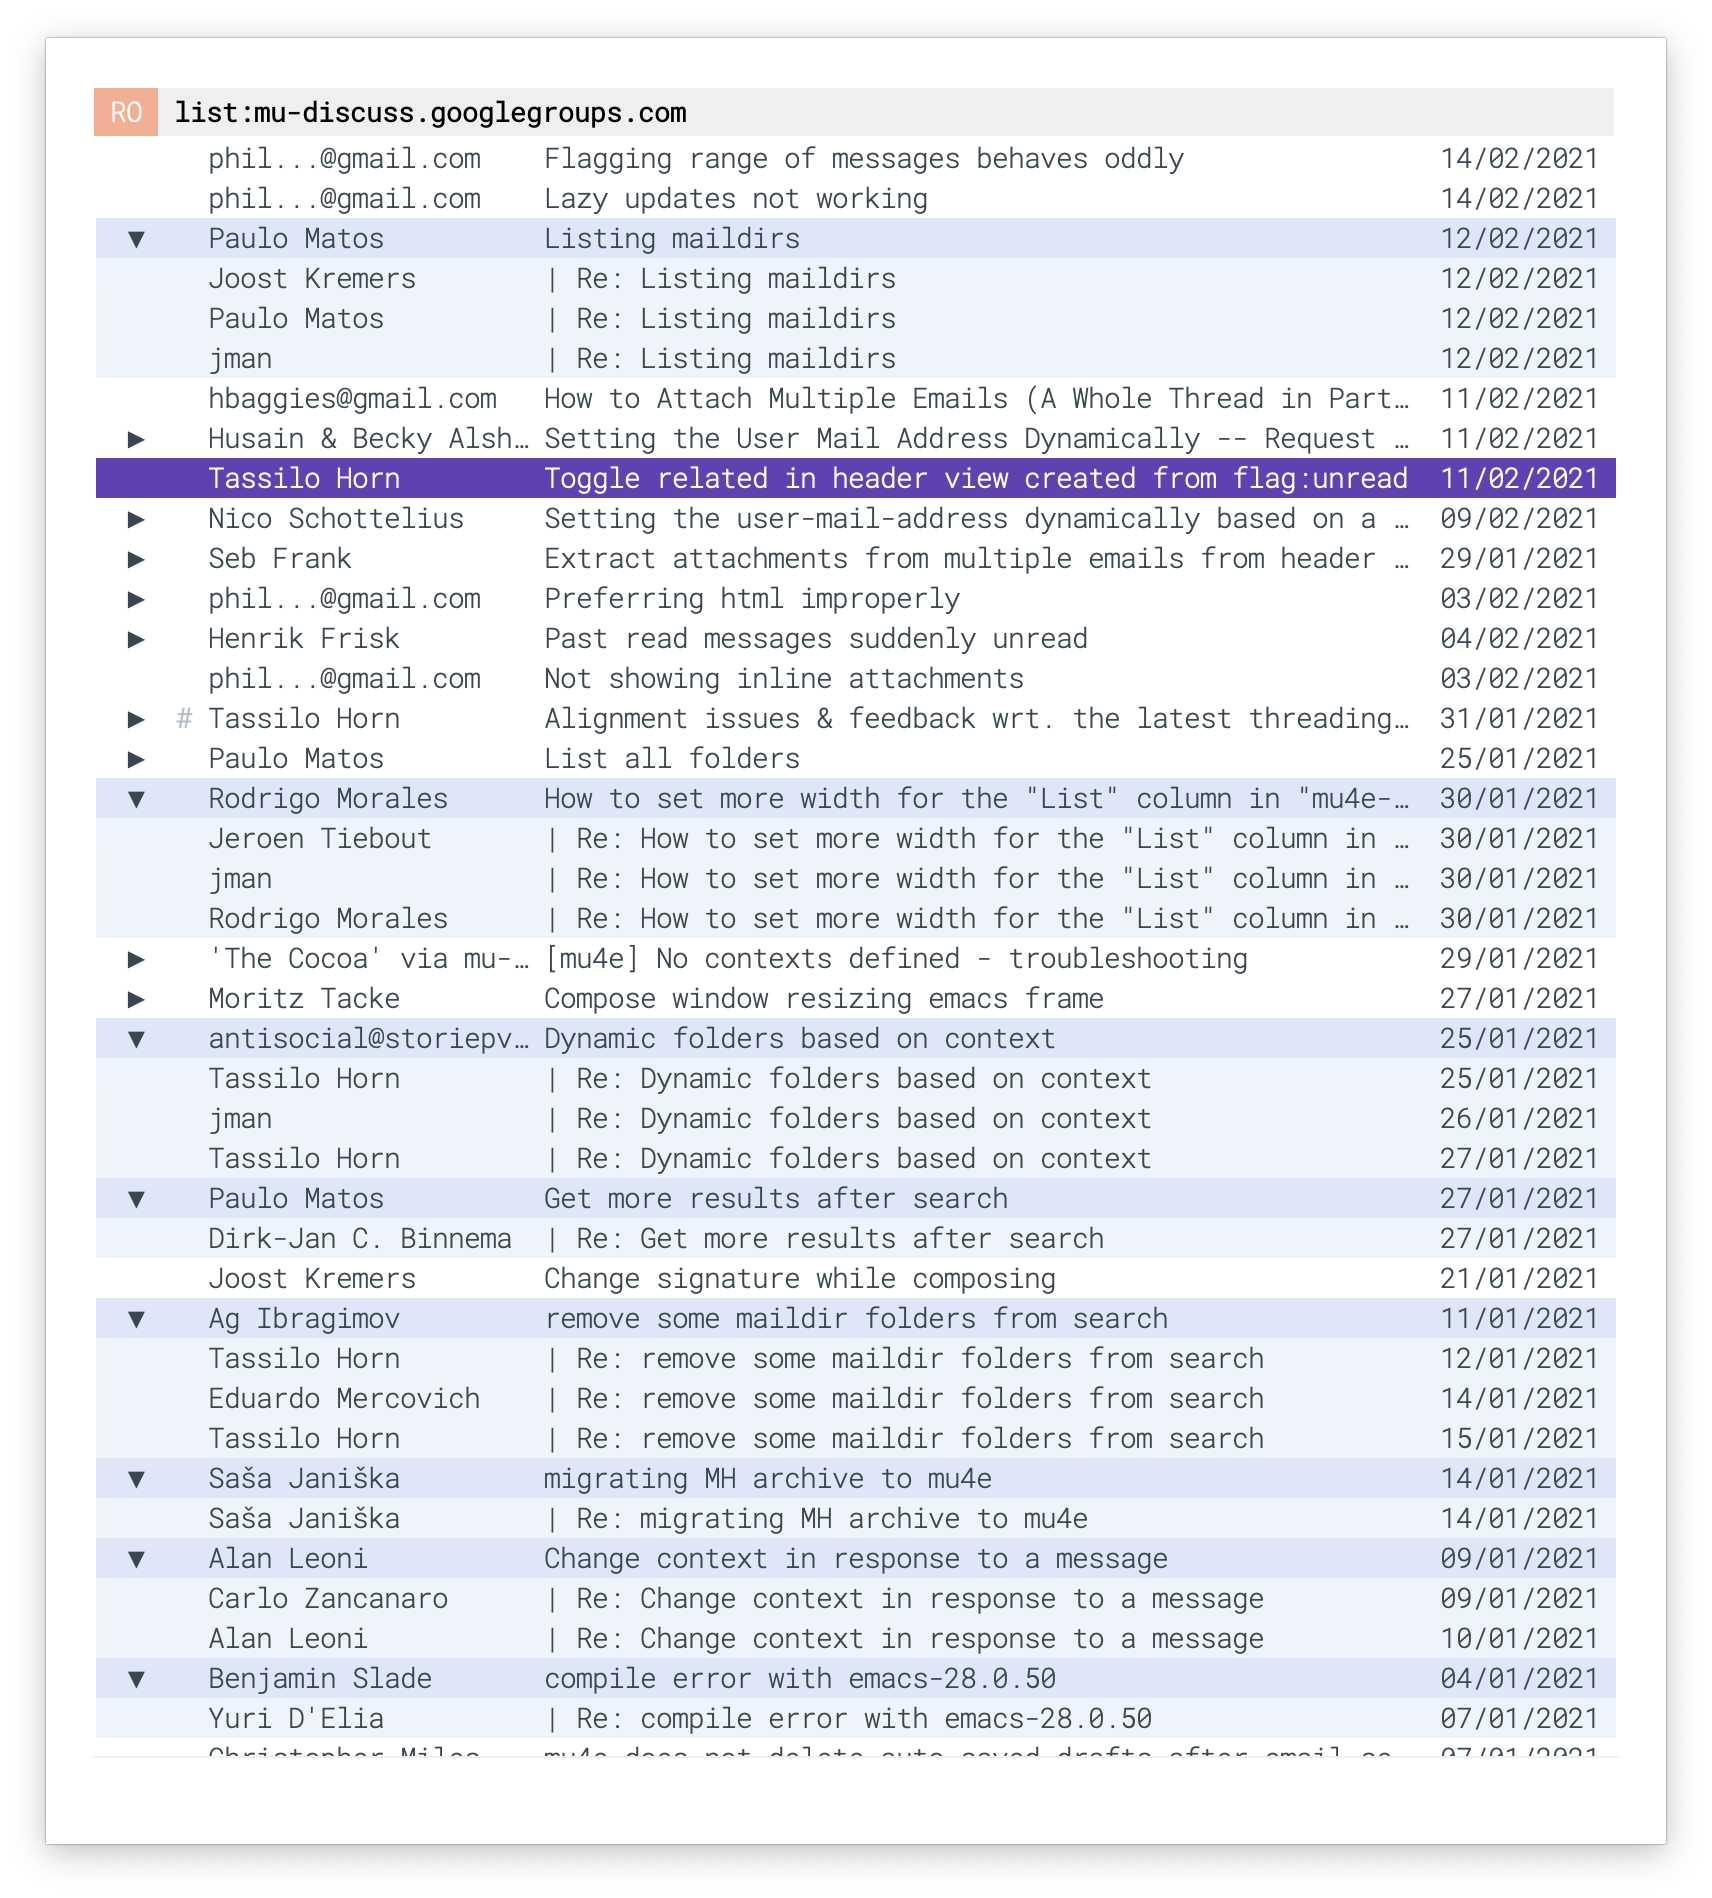 RO list:mu-discuss.googlegroups.com
phil...@gmail.com Flagging range of messages behaves oddly 14/02/2021
phil...@gmail.com Lazy updates not working 14/02/2021
▼ Paulo Matos Listing maildirs 12/02/2021
Joost Kremers | Re: Listing maildirs 12/02/2021
Paulo Matos | Re: Listing maildirs 12/02/2021
jman | Re: Listing maildirs 12/02/2021
hbaggies@gmail.com How to Attach Multiple Emails (A Whole Thread in Part… 11/02/2021
▶ Husain & Becky Alsh… Setting the User Mail Address Dynamically -- Request … 11/02/2021
Tassilo Horn Toggle related in header view created from flag:unread 11/02/2021
▶ Nico Schottelius Setting the user-mail-address dynamically based on a … 09/02/2021
▶ Seb Frank Extract attachments from multiple emails from header … 29/01/2021
▶ phil...@gmail.com Preferring html improperly 03/02/2021
▶ Henrik Frisk Past read messages suddenly unread 04/02/2021
phil...@gmail.com Not showing inline attachments 03/02/2021
▶ # Tassilo Horn Alignment issues & feedback wrt. the latest threading… 31/01/2021
▶ Paulo Matos List all folders 25/01/2021
▼ Rodrigo Morales How to set more width for the "List" column in "mu4e-… 30/01/2021
Jeroen Tiebout | Re: How to set more width for the "List" column in … 30/01/2021
jman | Re: How to set more width for the "List" column in … 30/01/2021
Rodrigo Morales | Re: How to set more width for the "List" column in … 30/01/2021
▶ 'The Cocoa' via mu-… [mu4e] No contexts defined - troubleshooting 29/01/2021
▶ Moritz Tacke Compose window resizing emacs frame 27/01/2021
▼ antisocial@storiepv… Dynamic folders based on context 25/01/2021
Tassilo Horn | Re: Dynamic folders based on context 25/01/2021
jman | Re: Dynamic folders based on context 26/01/2021
Tassilo Horn | Re: Dynamic folders based on context 27/01/2021
▼ Paulo Matos Get more results after search 27/01/2021
Dirk-Jan C. Binnema | Re: Get more results after search 27/01/2021
Joost Kremers Change signature while composing 21/01/2021
▼ Ag Ibragimov remove some maildir folders from search 11/01/2021
Tassilo Horn | Re: remove some maildir folders from search 12/01/2021
Eduardo Mercovich | Re: remove some maildir folders from search 14/01/2021
Tassilo Horn | Re: remove some maildir folders from search 15/01/2021
▼ Saša Janiška migrating MH archive to mu4e 14/01/2021
Saša Janiška | Re: migrating MH archive to mu4e 14/01/2021
▼ Alan Leoni Change context in response to a message 09/01/2021
Carlo Zancanaro | Re: Change context in response to a message 09/01/2021
Alan Leoni | Re: Change context in response to a message 10/01/2021
▼ Benjamin Slade compile error with emacs-28.0.50 04/01/2021
Yuri D'Elia | Re: compile error with emacs-28.0.50 07/01/2021
Christopher Miles mu4e does not delete auto saved drafts after email 07/01/2021